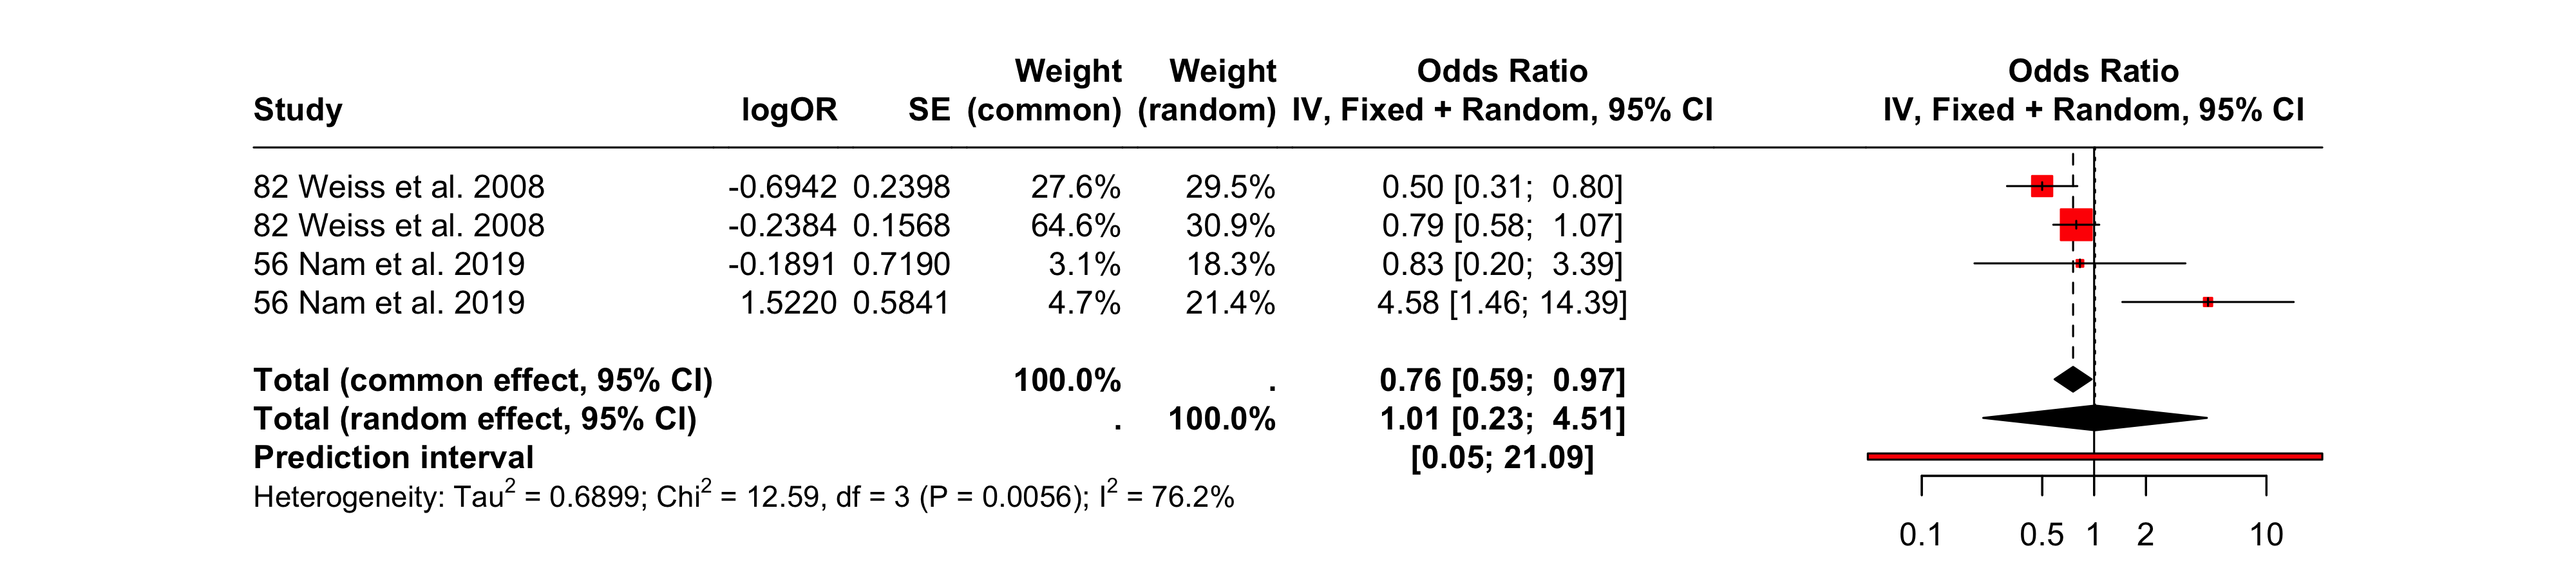 Weight Weight Odds Ratio Odds Ratio
Study logOR SE (common) (random) IV, Fixed + Random, 95% CI IV, Fixed + Random, 95% CI
82 Weiss et al. 2008 -0.6942 0.2398 27.6% 29.5% 0.50 [0.31; 0.80]
82 Weiss et al. 2008 -0.2384 0.1568 64.6% 30.9% 0.79 [0.58; 1.07]
56 Nam et al. 2019 -0.1891 0.7190 3.1% 18.3% 0.83 [0.20; 3.39]
56 Nam et al. 2019 1.5220 0.5841 4.7% 21.4% 4.58 [1.46; 14.39]
Total (common effect, 95% CI) 100.0% . 0.76 [0.59; 0.97]
Total (random effect, 95% CI) . 100.0% 1.01 [0.23; 4.51]
Prediction interval [0.05; 21.09]
Heterogeneity: Tau² = 0.6899; Chi² = 12.59, df = 3 (P = 0.0056); I² = 76.2%
0.1 0.5 1 2 10